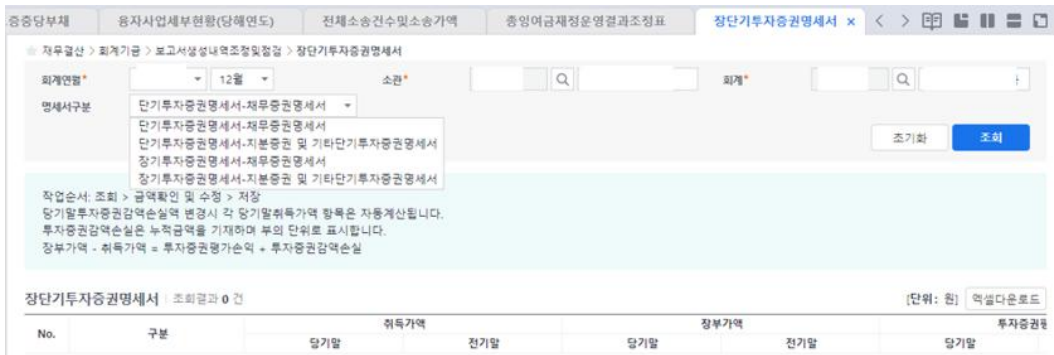 증중당부채 융자사업세부현황(당해연도) 전체소송건수및소송가액 종잉여금재정운영결과조정표 장단기투자증권명세서 ×
재무결산 > 회계기금 > 보고서생성내역조정및점검 > 장단기투자증권명세서
회계연월* 12월 소관* 회계*
명세서구분 단기투자증권명세서-채무증권명세서
단기투자증권명세서-채무증권명세서
단기투자증권명세서-지분증권 및 기타단기투자증권명세서
장기투자증권명세서-채무증권명세서
장기투자증권명세서-지분증권 및 기타단기투자증권명세서
초기화 조회
작업순서: 조회 > 금액확인 및 수정 > 저장
당기말투자증권감액손실액 변경시 각 당기말취득가액 항목은 자동계산됩니다.
투자증권감액손실은 누적금액을 기재하며 부의 단위로 표시합니다.
장부가액 - 취득가액 = 투자증권평가손익 + 투자증권감액손실
장단기투자증권명세서 조회결과 0 건 [단위: 원] 엑셀다운로드
No. 구분 취득가액 장부가액 투자증권평
당기말 전기말 당기말 전기말 당기말